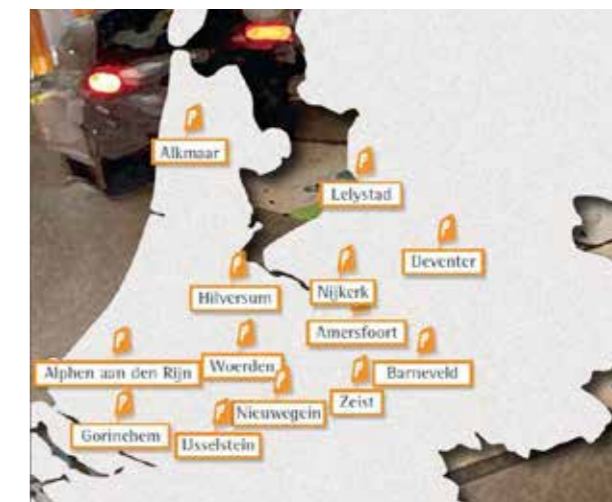 Alkmaar
Lelystad
Deventer
Hilversum
Nijkerk
Amersfoort
Alphen aan den Rijn
Woerden
Barneveld
Nieuwegein
Zeist
Gorinchem
IJsselstein